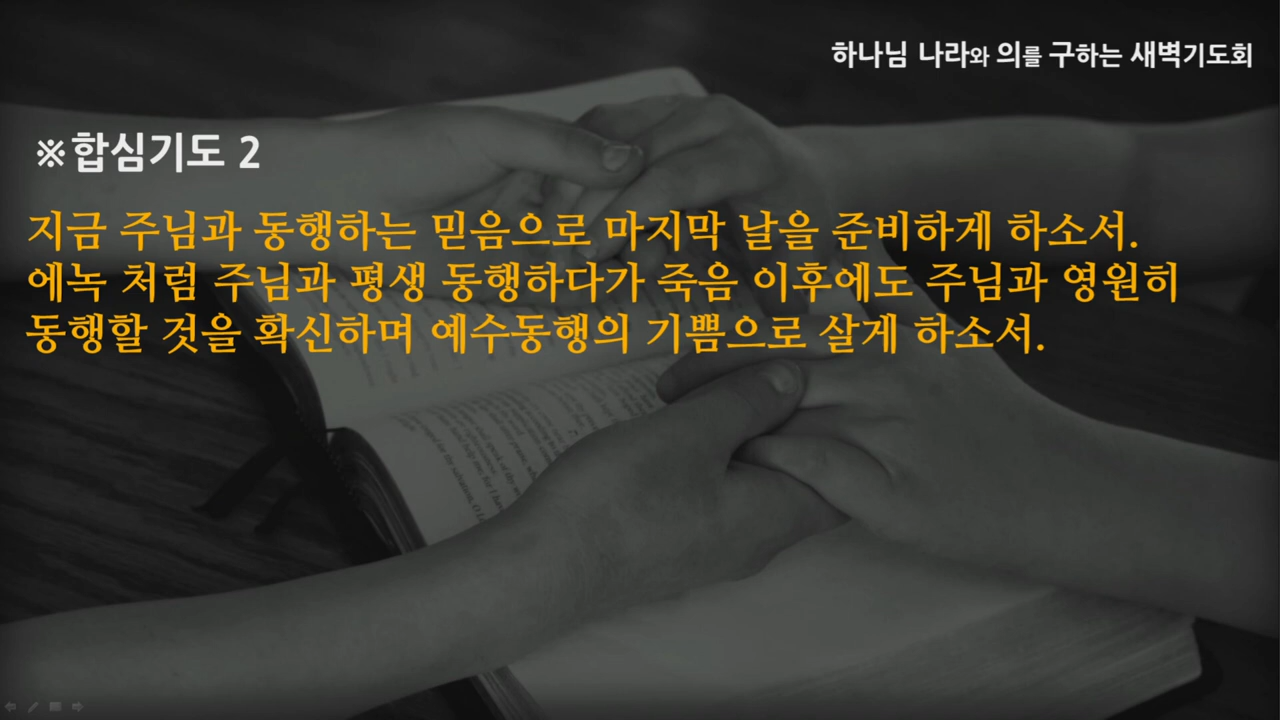 하나님 나라와 의를 구하는 새벽기도회
※합심기도 2
지금 주님과 동행하는 믿음으로 마지막 날을 준비하게 하소서.
에녹 처럼 주님과 평생 동행하다가 죽음 이후에도 주님과 영원히
동행할 것을 확신하며 예수동행의 기쁨으로 살게 하소서.